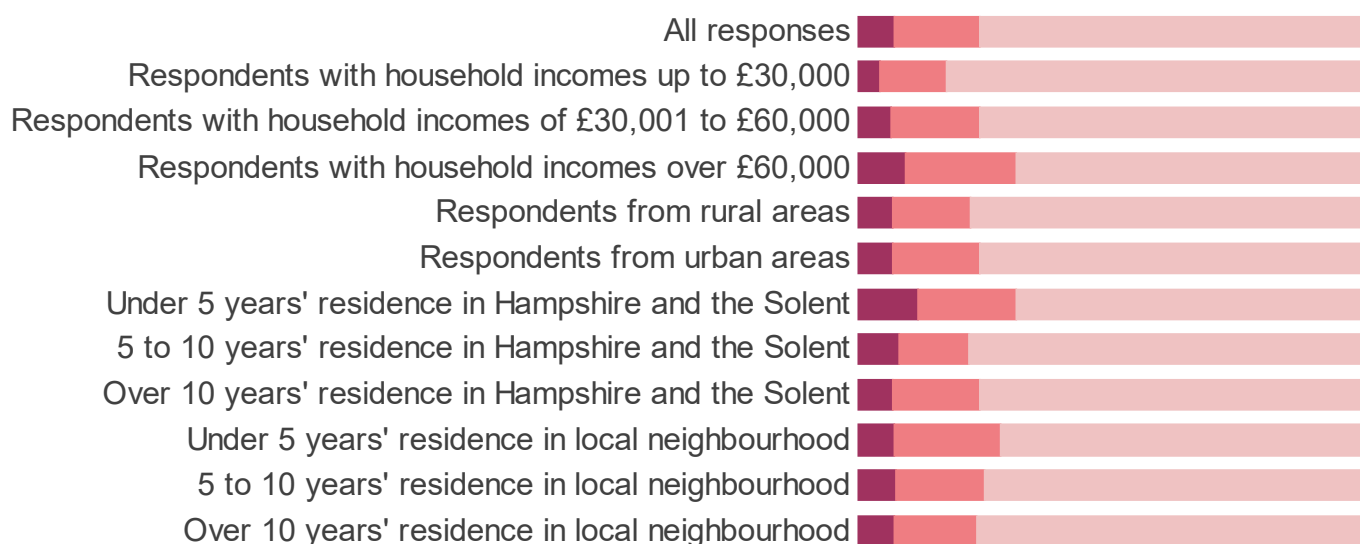 All responses
Respondents with household incomes up to £30,000
Respondents with household incomes of £30,001 to £60,000
Respondents with household incomes over £60,000
Respondents from rural areas
Respondents from urban areas
Under 5 years' residence in Hampshire and the Solent
5 to 10 years' residence in Hampshire and the Solent
Over 10 years' residence in Hampshire and the Solent
Under 5 years' residence in local neighbourhood
5 to 10 years' residence in local neighbourhood
Over 10 years' residence in local neighbourhood